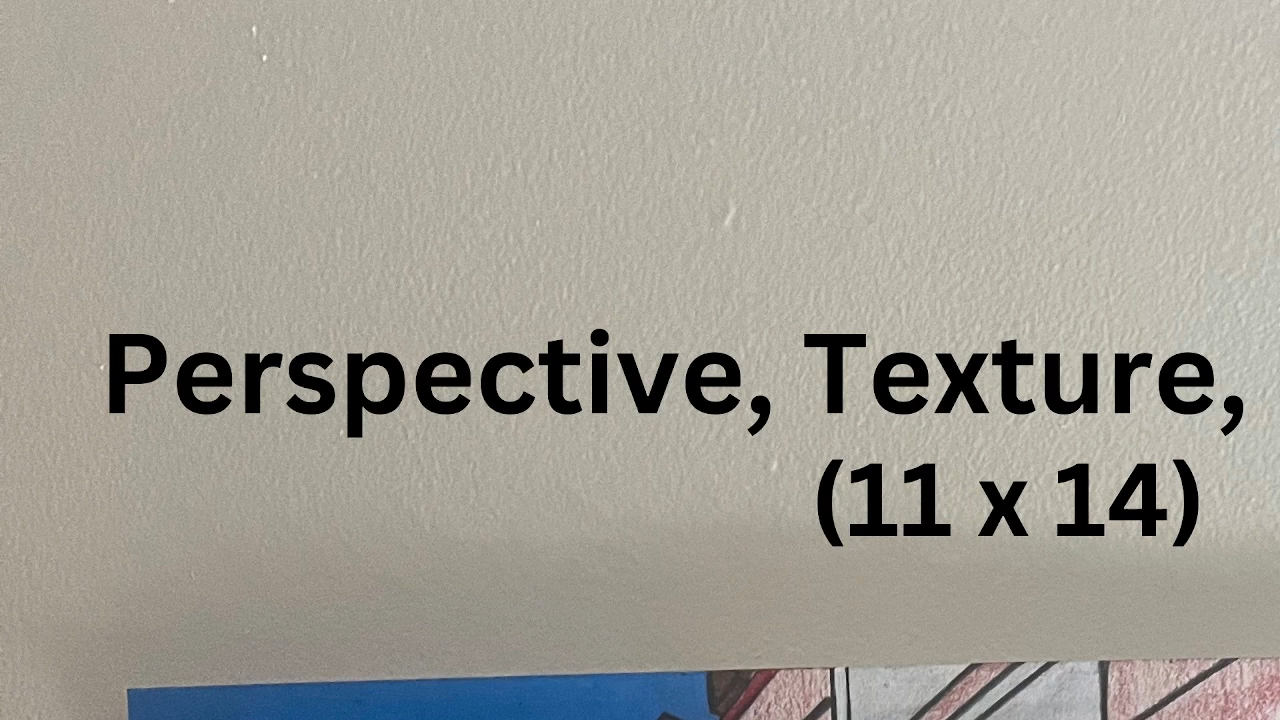 Perspective, Texture,
(11 x 14)